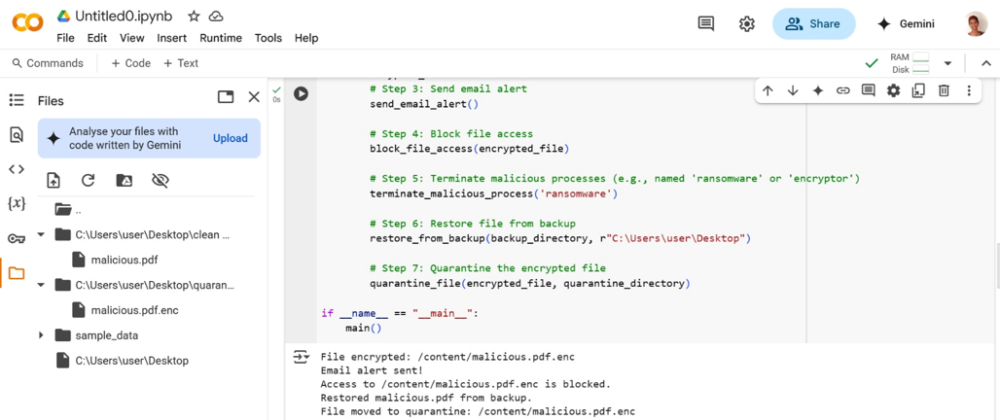 CO Untitled0.ipynb
File Edit View Insert Runtime Tools Help
Share
Gemini
Commands + Code + Text
RAM
Disk
Files
Analyse your files with
code written by Gemini
Upload
..
C:\Users\user\Desktop\clean ...
malicious.pdf
C:\Users\user\Desktop\quaran...
malicious.pdf.enc
sample_data
C:\Users\user\Desktop
0s
# Step 3: Send email alert
send_email_alert()
# Step 4: Block file access
block_file_access(encrypted_file)
# Step 5: Terminate malicious processes (e.g., named 'ransomware' or 'encryptor')
terminate_malicious_process('ransomware')
# Step 6: Restore file from backup
restore_from_backup(backup_directory, r"C:\Users\user\Desktop")
# Step 7: Quarantine the encrypted file
quarantine_file(encrypted_file, quarantine_directory)
if __name__ == "__main__":
main()
File encrypted: /content/malicious.pdf.enc
Email alert sent!
Access to /content/malicious.pdf.enc is blocked.
Restored malicious.pdf from backup.
File moved to quarantine: /content/malicious.pdf.enc